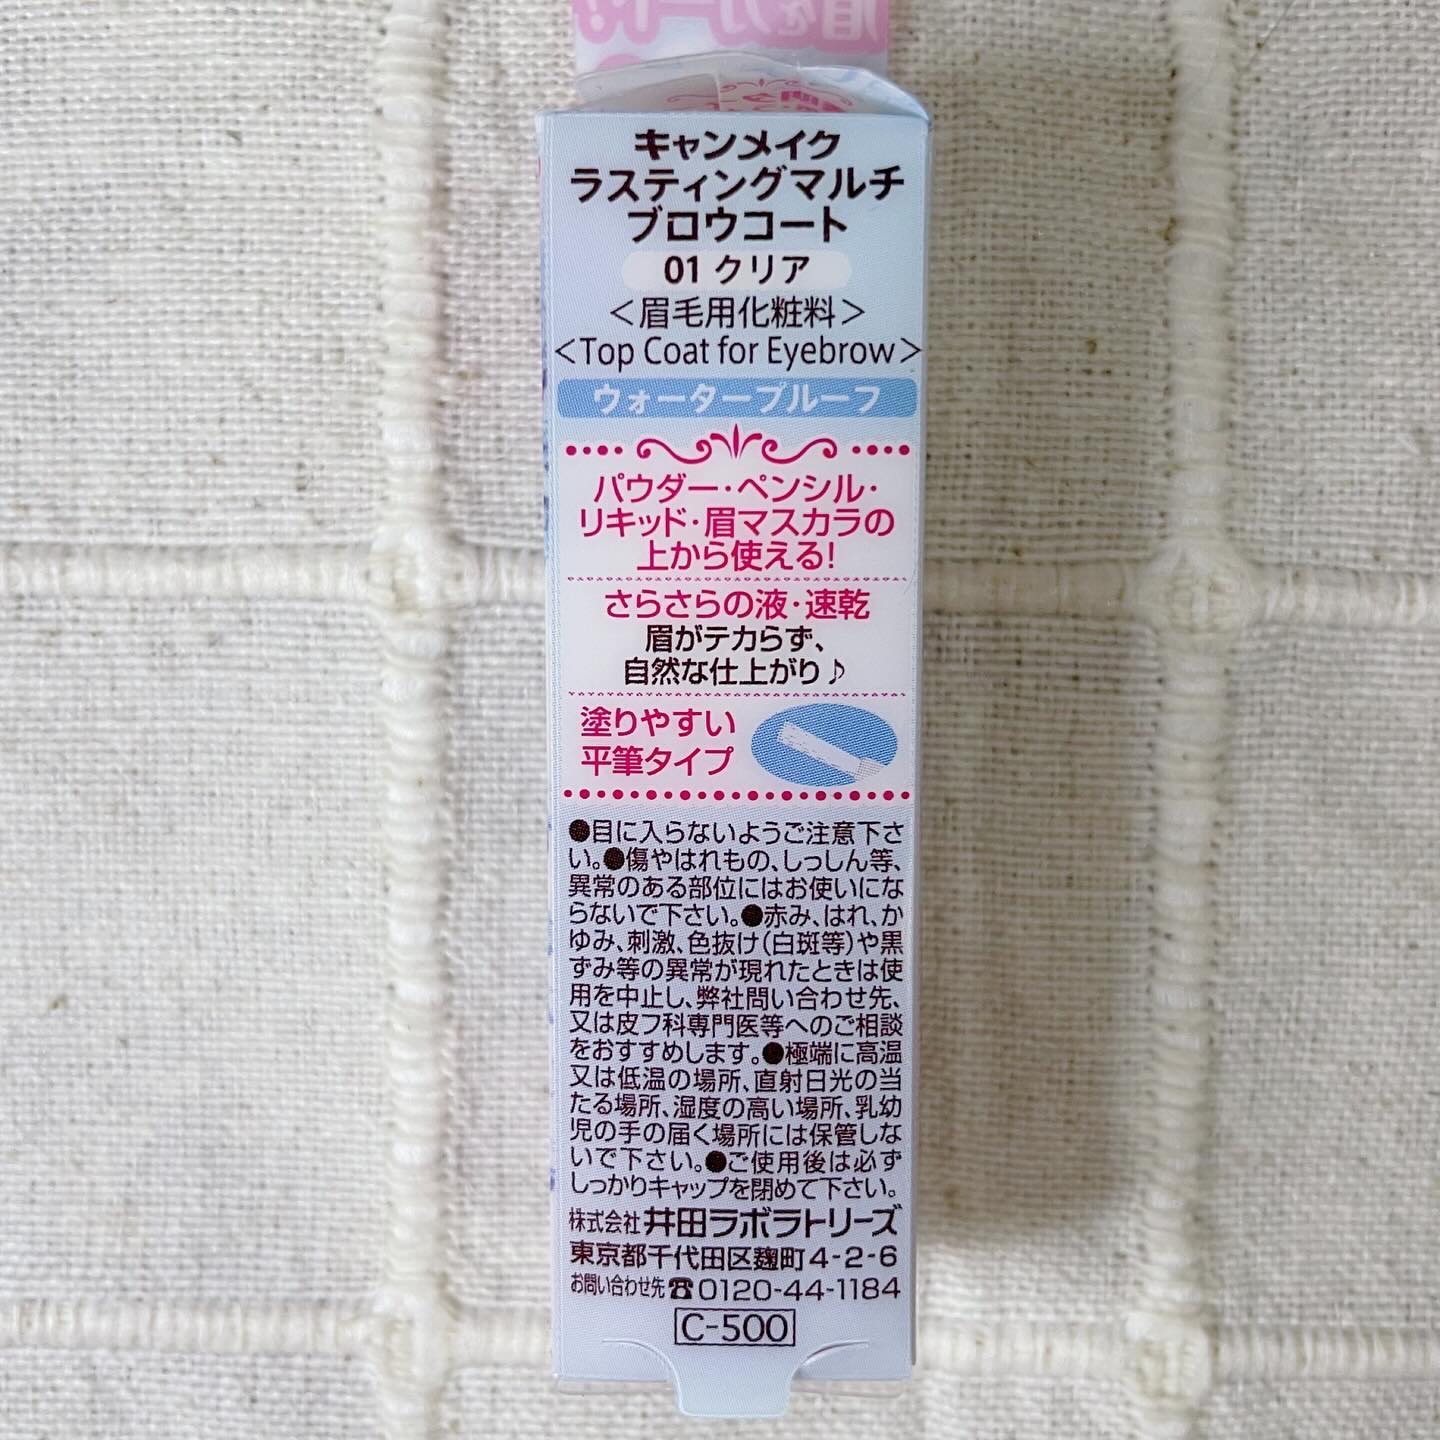 キャンメイク
ラスティングマルチ
ブロウコート
01 クリア
＜眉毛用化粧料＞
＜Top Coat for Eyebrow＞
ウォータープルーフ
パウダー・ペンシル・
リキッド・眉マスカラの
上から使える!
さらさらの液・速乾
眉がテカらず、
自然な仕上がり♪
塗りやすい
平筆タイプ
●目に入らないようご注意下さ
い。●傷やはれもの、しっしん等、
異常のある部位にはお使いにな
らないで下さい。●赤み、はれ、か
ゆみ、刺激、色抜け(白斑等)や黒
ずみ等の異常が現れたときは使
用を中止し、弊社問い合わせ先、
又は皮フ科専門医等へのご相談
をおすすめします。●極端に高温
又は低温の場所、直射日光の当
たる場所、湿度の高い場所、乳幼
児の手の届く場所には保管しな
いで下さい。●ご使用後は必ず
しっかりキャップを閉めて下さい。
株式会社 井田ラボラトリーズ
東京都千代田区麹町4-2-6
お問い合わせ先☎0120-44-1184
C-500